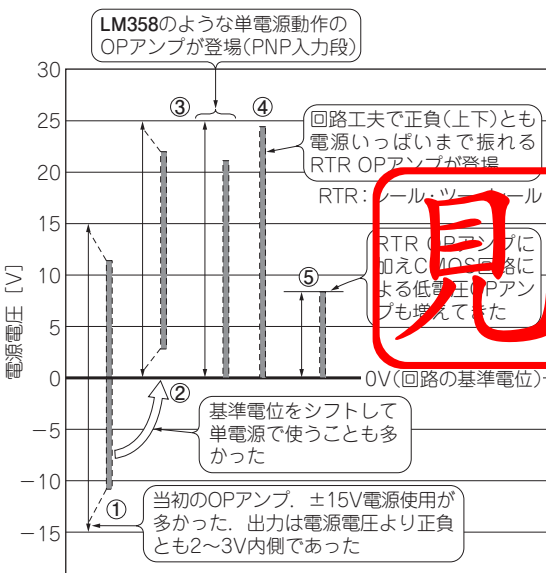 LM358のような単電源動作の
OPアンプが登場(PNP入力段)
30
25
20
15
10
5
0
−5
−10
−15
電源電圧 [V]
③
④
回路工夫で正負(上下)とも
電源いっぱいまで振れる
RTR OPアンプが登場
RTR：レール・ツー・レール
⑤
RTR OPアンプに
加えCMOS回路に
よる低電圧OPアン
プも増えてきた
見
0V(回路の基準電位)
②
基準電位をシフトして
単電源で使うことも多
かった
①
当初のOPアンプ．±15V電源使用が
多かった．出力は電源電圧より正負
とも2〜3V内側であった